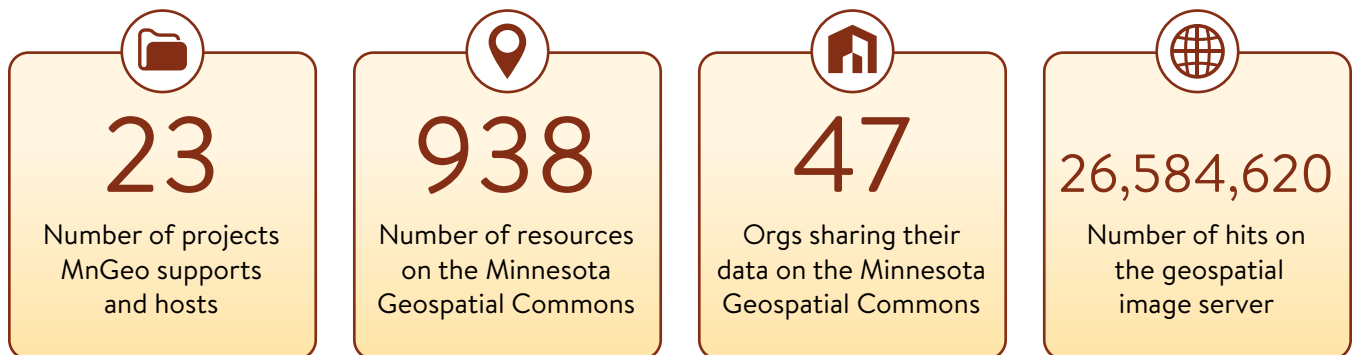 23
Number of projects
MnGeo supports
and hosts
938
Number of resources
on the Minnesota
Geospatial Commons
47
Orgs sharing their
data on the Minnesota
Geospatial Commons
26,584,620
Number of hits on
the geospatial
image server